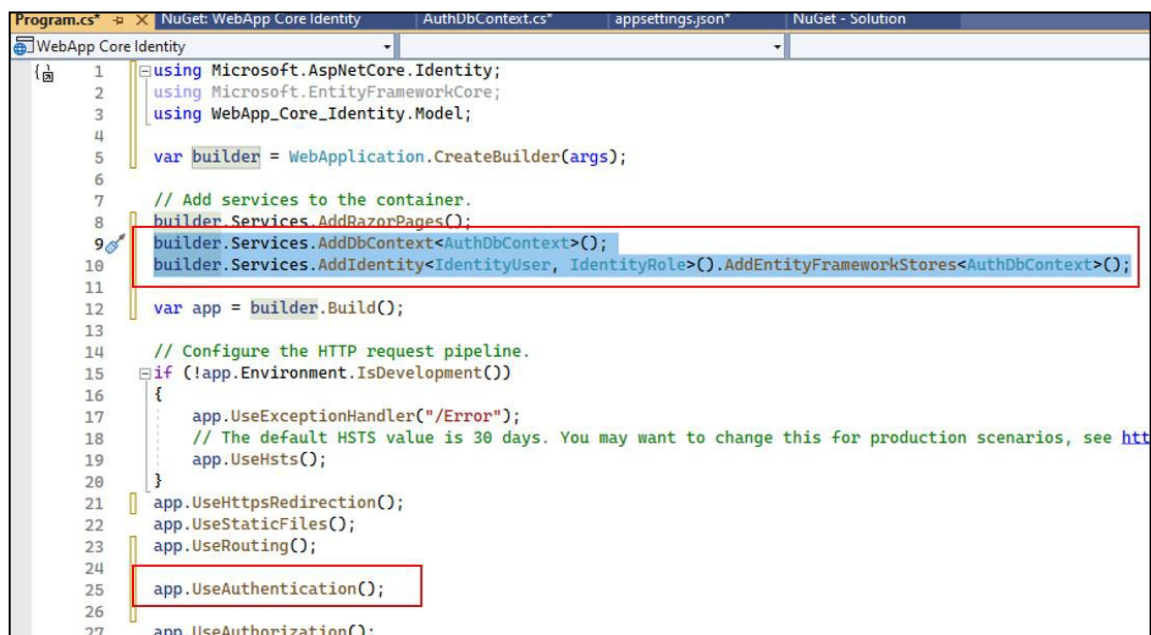 Program.cs* NuGet: WebApp Core Identity AuthDbContext.cs* appsettings.json* NuGet - Solution
WebApp Core Identity
1 using Microsoft.AspNetCore.Identity;
2 using Microsoft.EntityFrameworkCore;
3 using WebApp_Core_Identity.Model;
4
5 var builder = WebApplication.CreateBuilder(args);
6
7 // Add services to the container.
8 builder.Services.AddRazorPages();
9 builder.Services.AddDbContext<AuthDbContext>();
10 builder.Services.AddIdentity<IdentityUser, IdentityRole>().AddEntityFrameworkStores<AuthDbContext>();
11
12 var app = builder.Build();
13
14 // Configure the HTTP request pipeline.
15 if (!app.Environment.IsDevelopment())
16 {
17 app.UseExceptionHandler("/Error");
18 // The default HSTS value is 30 days. You may want to change this for production scenarios, see htt
19 app.UseHsts();
20 }
21 app.UseHttpsRedirection();
22 app.UseStaticFiles();
23 app.UseRouting();
24
25 app.UseAuthentication();
26
27 app.UseAuthorization();